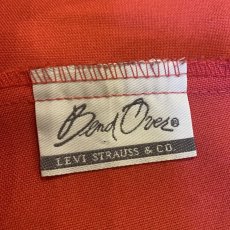 Bend Over®
LEVI STRAUSS & CO.